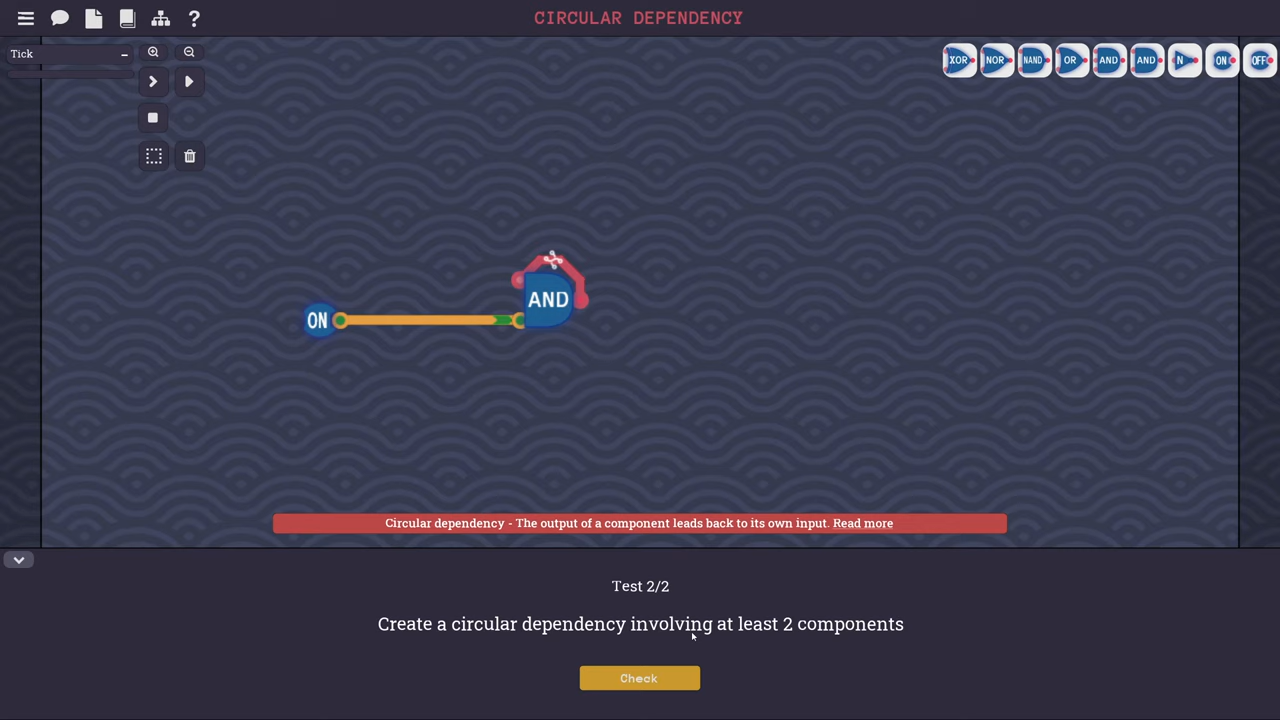 CIRCULAR DEPENDENCY
Tick
XOR NOR NAND OR AND AND N ON OFF
AND
ON
Circular dependency - The output of a component leads back to its own input. Read more
Test 2/2
Create a circular dependency involving at least 2 components
Check